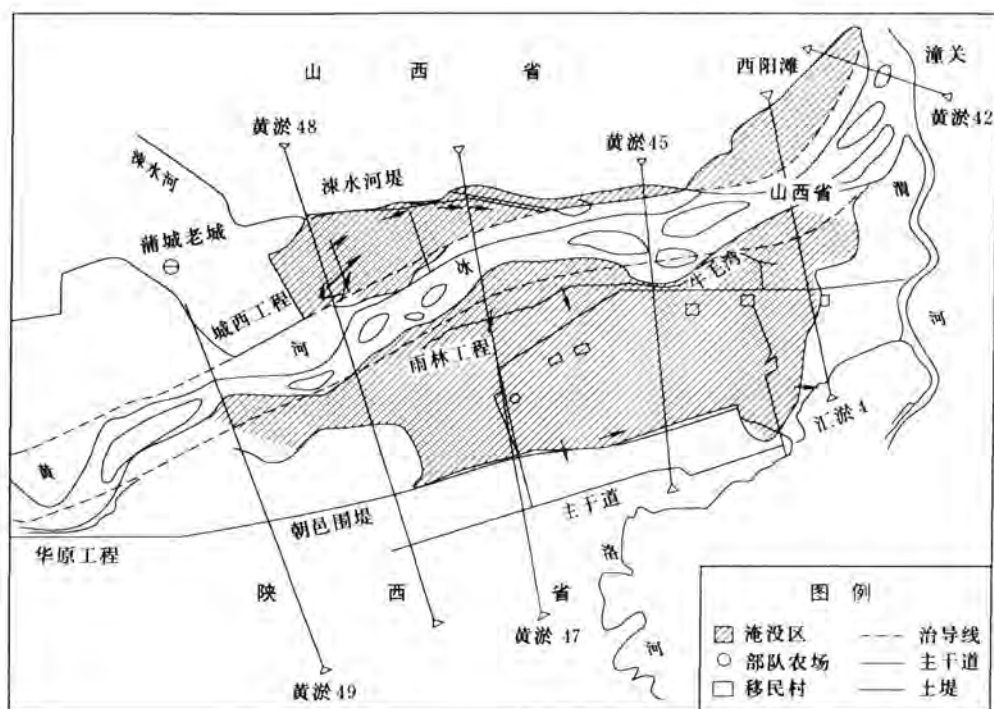 山西省
潼关
西阳滩
黄淤42
黄淤48
黄淤45
涑水河
涑水河堤
山西省
渭河
蒲城老城
牛毛湾
城西工程
冰
河
雨林工程
汇淤4
黄
主干道
朝邑围堤
华原工程
洛河
陕西省
黄淤47
黄淤49
图例
淹没区
治导线
部队农场
主干道
移民村
土堤